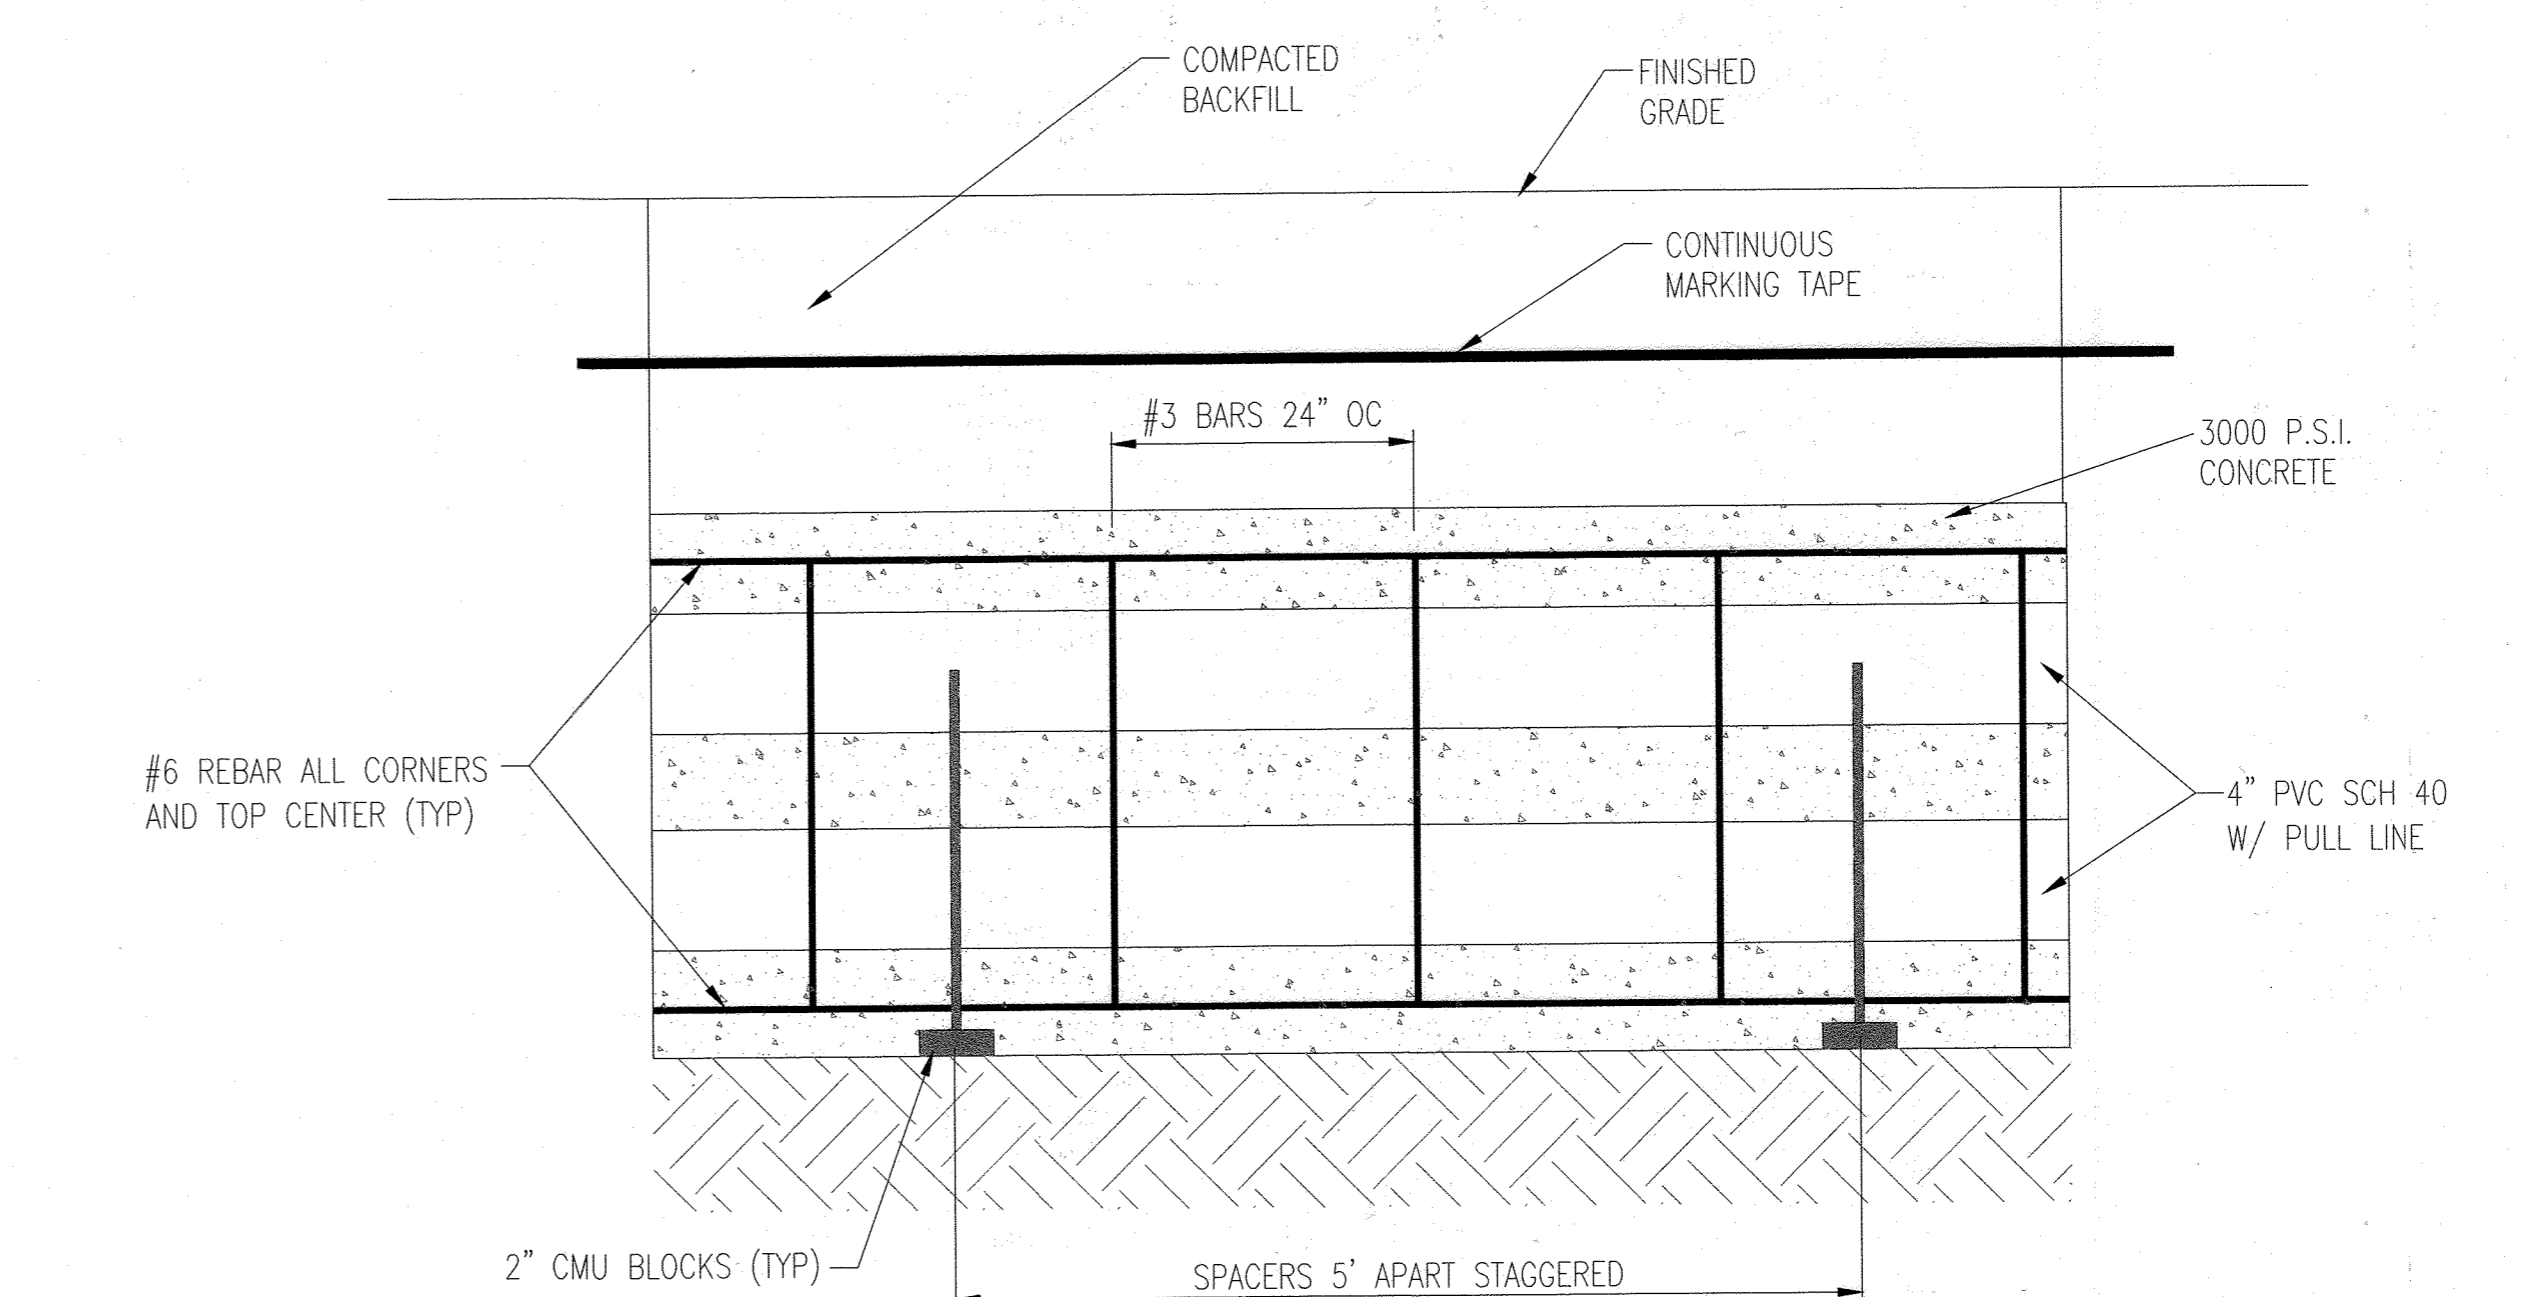 COMPACTED
BACKFILL
FINISHED
GRADE
CONTINUOUS
MARKING TAPE
#3 BARS 24" OC
3000 P.S.I.
CONCRETE
#6 REBAR ALL CORNERS
AND TOP CENTER (TYP)
4" PVC SCH 40
W/ PULL LINE
2" CMU BLOCKS (TYP)
SPACERS 5' APART STAGGERED